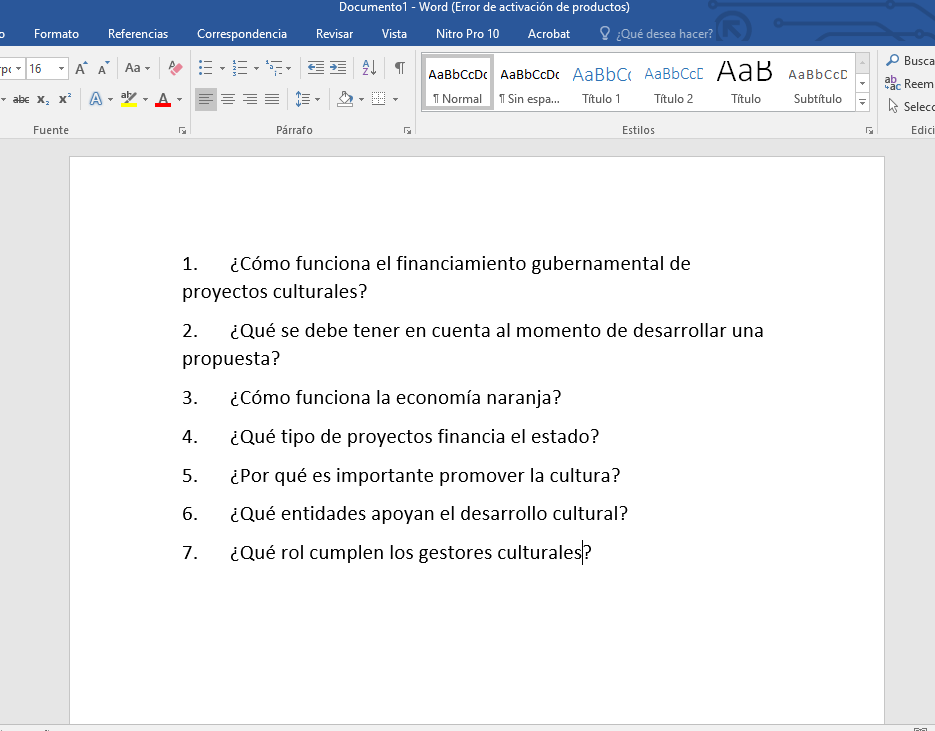 Documento1 - Word (Error de activación de productos)
Formato Referencias Correspondencia Revisar Vista Nitro Pro 10 Acrobat ¿Qué desea hacer?
16 Aa AaBbCcDc AaBbCcDc AaBbCc AaBbCcD AaB AaBbCcD
abc x₂ x² A ab A ¶ Normal ¶ Sin espa... Título 1 Título 2 Título Subtítulo
Fuente Párrafo Estilos
1. ¿Cómo funciona el financiamiento gubernamental de
proyectos culturales?
2. ¿Qué se debe tener en cuenta al momento de desarrollar una
propuesta?
3. ¿Cómo funciona la economía naranja?
4. ¿Qué tipo de proyectos financia el estado?
5. ¿Por qué es importante promover la cultura?
6. ¿Qué entidades apoyan el desarrollo cultural?
7. ¿Qué rol cumplen los gestores culturales?